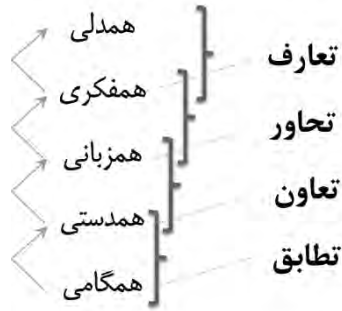 همدلی
تعارف
همفکری
تحاور
همزبانی
تعاون
همدستی
تطابق
همگامی